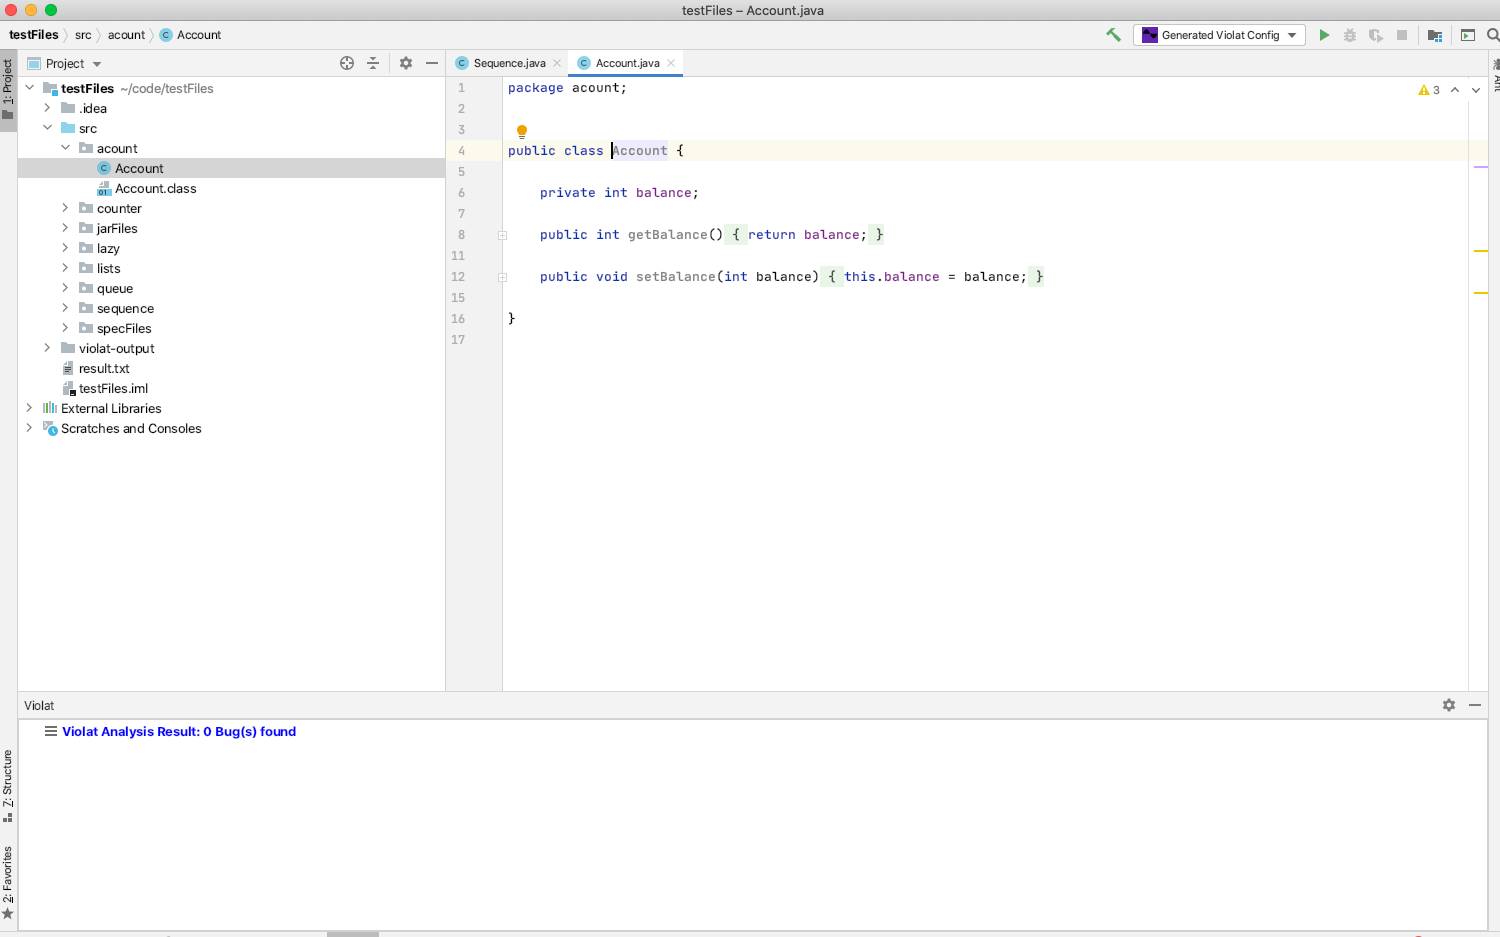 testFiles – Account.java
testFiles src acount C Account
Generated Violat Config
1: Project
Project
testFiles ~/code/testFiles
.idea
src
acount
C Account
01 Account.class
counter
jarFiles
lazy
lists
queue
sequence
specFiles
violat-output
result.txt
testFiles.iml
External Libraries
Scratches and Consoles
C Sequence.java
C Account.java
3
Ant
1 package acount;
2
3
4 public class Account {
5
6 private int balance;
7
8 public int getBalance() { return balance; }
11
12 public void setBalance(int balance) { this.balance = balance; }
15
16 }
17
Violat
Violat Analysis Result: 0 Bug(s) found
7: Structure
2: Favorites